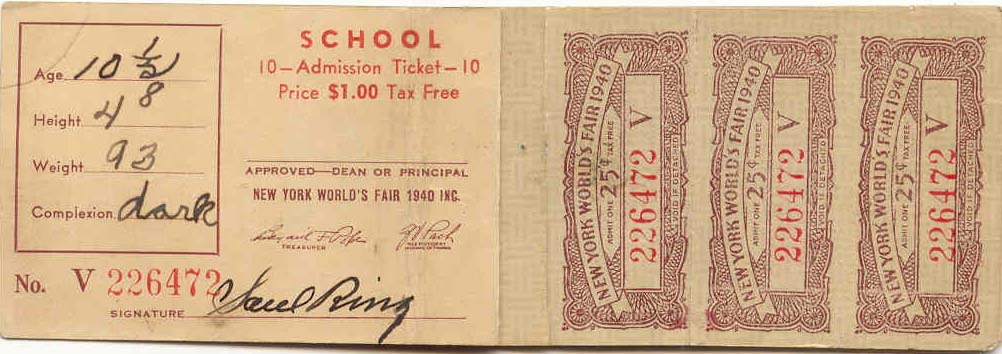 Age 10 1/2
Height 4 8
Weight 93
Complexion dark
SCHOOL
10—Admission Ticket—10
Price $1.00 Tax Free
APPROVED—DEAN OR PRINCIPAL
NEW YORK WORLD'S FAIR 1940 INC.
TREASURER
No. V 226472
SIGNATURE Saul Ring
NEW YORK WORLD'S FAIR 1940
ADMIT ONE 25¢ TAX FREE
226472 V
VOID IF DETACHED
NEW YORK WORLD'S FAIR 1940
ADMIT ONE 25¢ TAX FREE
226472 V
VOID IF DETACHED
NEW YORK WORLD'S FAIR 1940
ADMIT ONE 25¢ TAX FREE
226472 V
VOID IF DETACHED